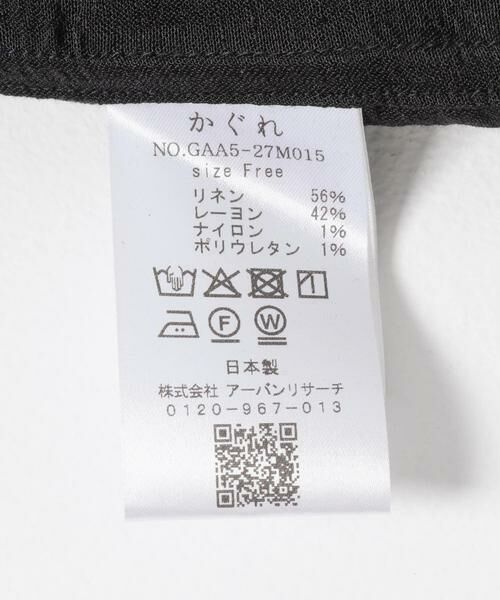 かぐれ
NO.GAA5-27M015
size Free
リネン 56%
レーヨン 42%
ナイロン 1%
ポリウレタン 1%
F W
日本製
株式会社 アーバンリサーチ
0120-967-013